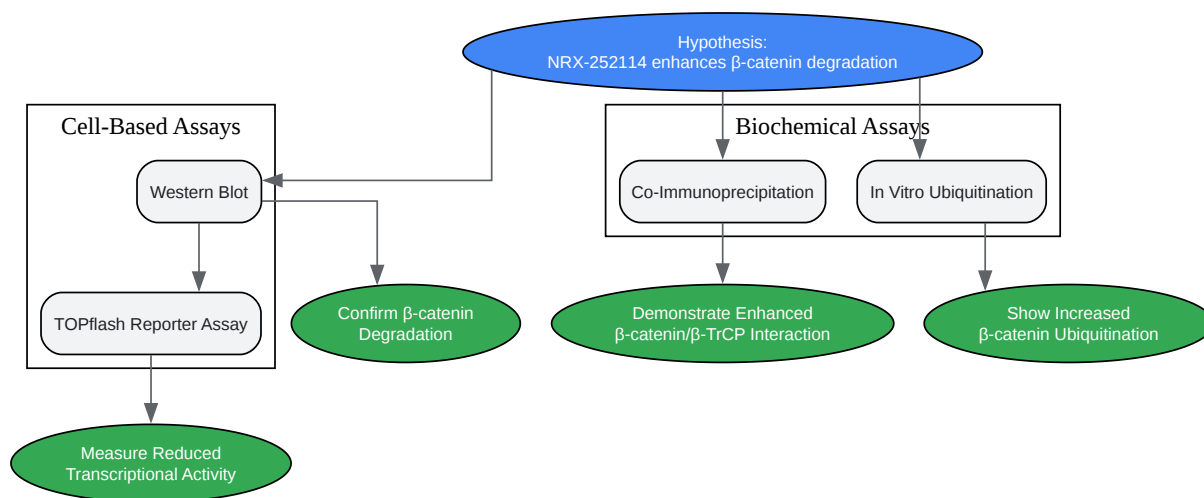 Hypothesis:
NRX-252114 enhances β-catenin degradation
Cell-Based Assays
Biochemical Assays
Western Blot
Co-Immunoprecipitation
In Vitro Ubiquitination
TOPflash Reporter Assay
Confirm β-catenin
Degradation
Demonstrate Enhanced
β-catenin/β-TrCP Interaction
Show Increased
β-catenin Ubiquitination
Measure Reduced
Transcriptional Activity